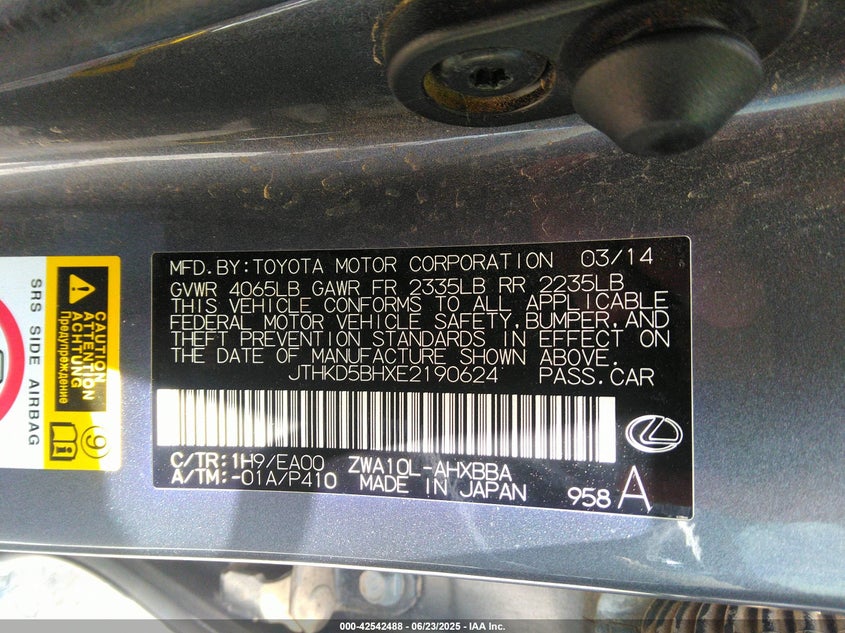 MFD.BY:TOYOTA MOTOR CORPORATION 03/14
GVWR 4065LB GAWR FR 2335LB RR 2235LB
THIS VEHICLE CONFORMS TO ALL APPLICABLE
FEDERAL MOTOR VEHICLE SAFETY, BUMPER, AND
THEFT PREVENTION STANDARDS IN EFFECT ON
THE DATE OF MANUFACTURE SHOWN ABOVE.
JTHKD5BHXE2190624 PASS.CAR
C/TR:1H9/EA00 ZWA10L-AHXBBA
A/TM:-01A/P410 MADE IN JAPAN 958 A
SRS SIDE AIRBAG
CAUTION
ATTENTION
ACHTUNG
Предупреждение
9
000-42542488 - 06/23/2025 - IAA Inc.